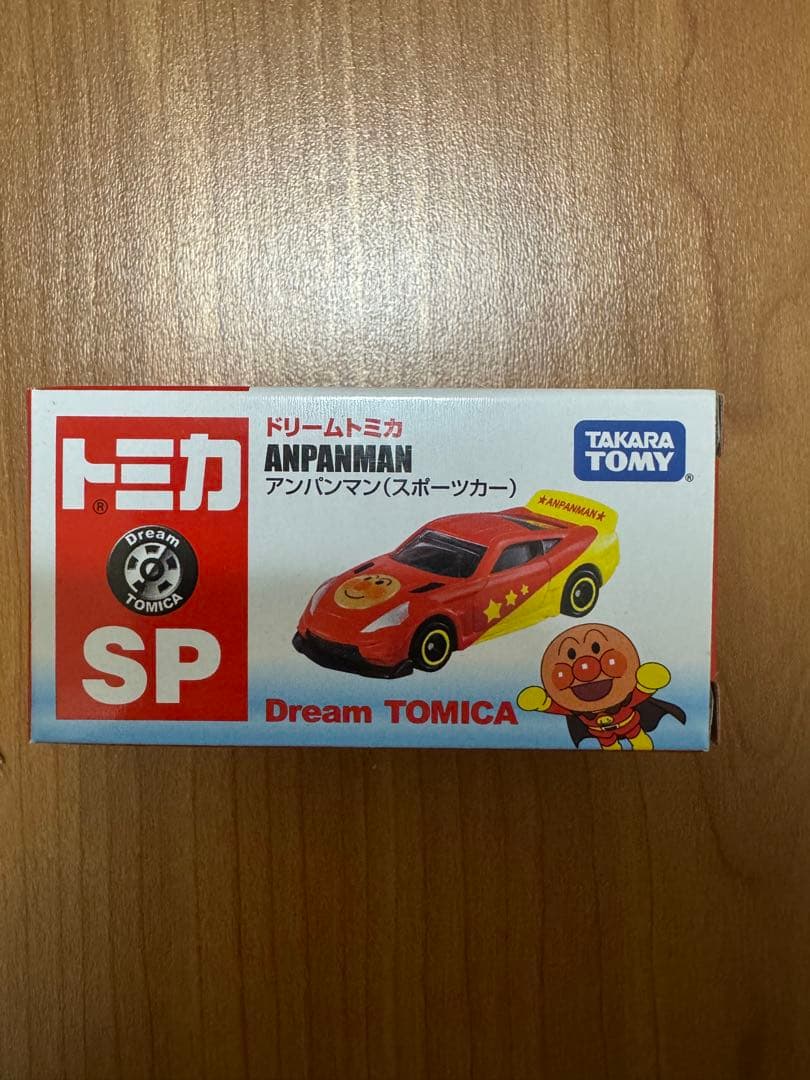 トミカ
®
Dream
TOMICA
SP
ドリームトミカ
ANPANMAN
アンパンマン(スポーツカー)
TAKARA
TOMY
®
★ANPANMAN★
Dream TOMICA